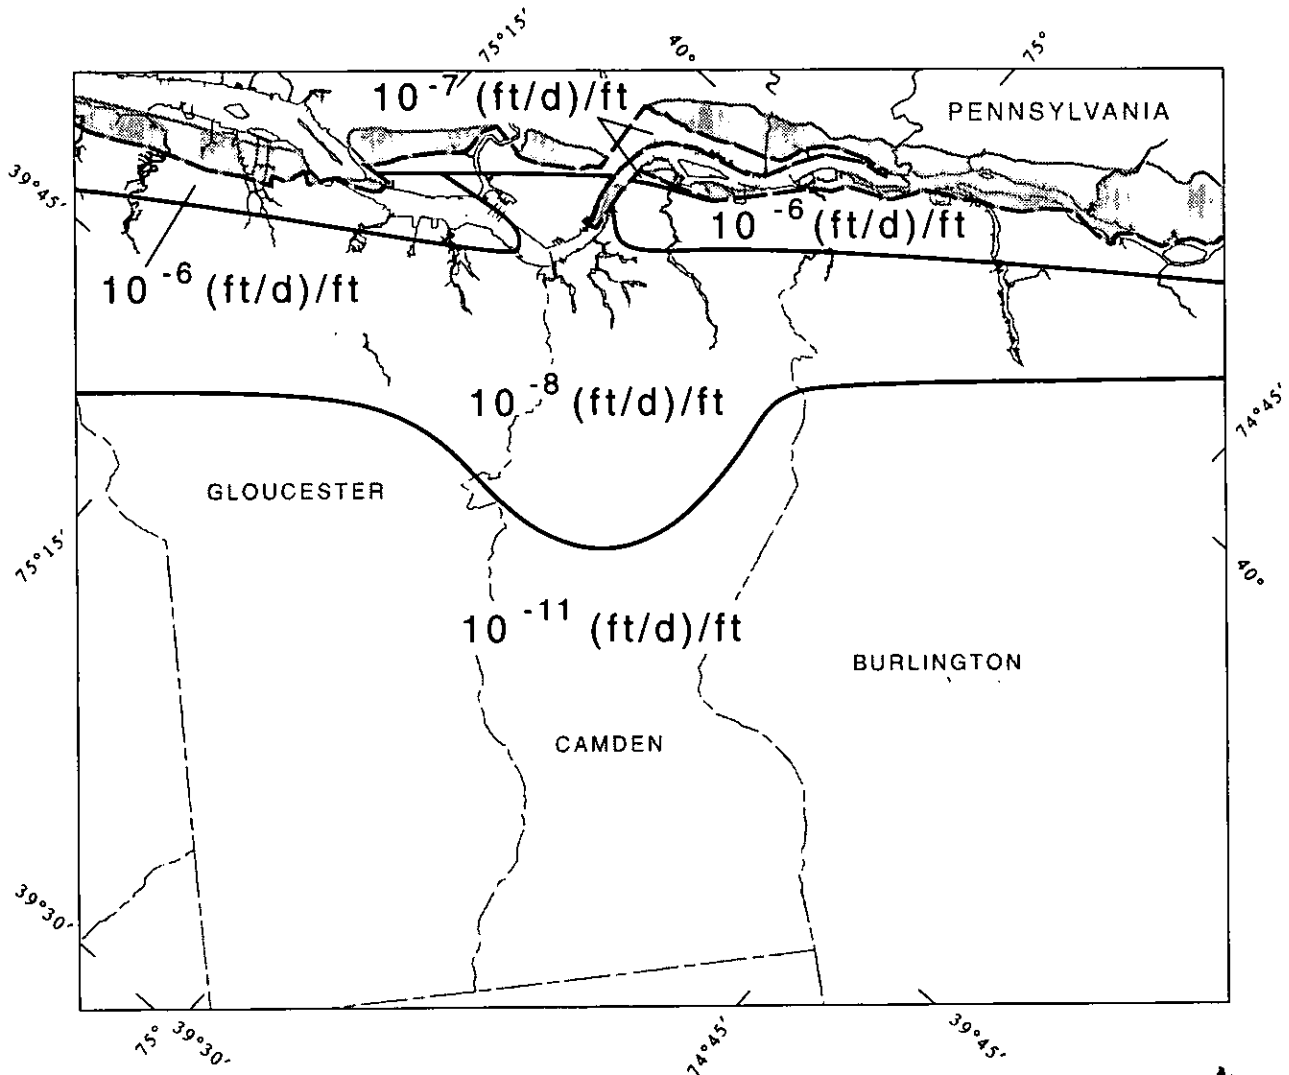 75°15′
40°
75°
10 -7 (ft/d)/ft
PENNSYLVANIA
39°45′
10 -6 (ft/d)/ft
10 -6 (ft/d)/ft
10 -8 (ft/d)/ft
74°45′
GLOUCESTER
75°15′
40°
10 -11 (ft/d)/ft
BURLINGTON
CAMDEN
39°30′
75°
39°30′
74°45′
39°45′